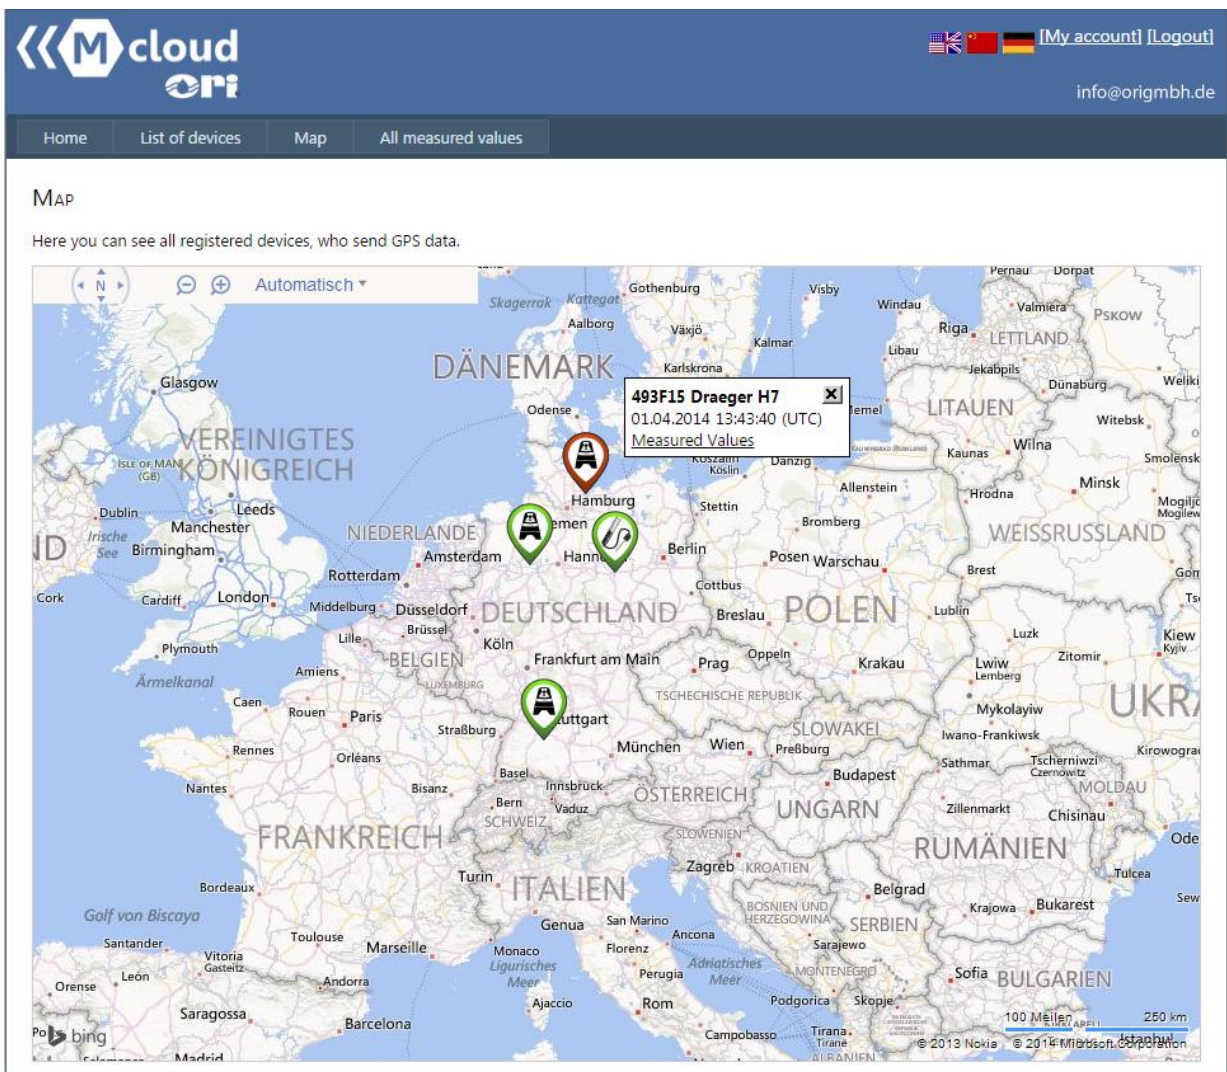 Mcloud
ori
[My account] [Logout]
info@origmbh.de
Home List of devices Map All measured values
MAP
Here you can see all registered devices, who send GPS data.
N Automatisch
Pernau Dorpat
Skagerrak Kattegat Gothenburg Visby Windau Valmiera Pskow
Aalborg Växjö Kalmar Riga LETTLAND
Libau
DÄNEMARK Karlskrona Jekabpils Dünaburg Weliki
Glasgow
493F15 Draeger H7
01.04.2014 13:43:40 (UTC)
Measured Values
Odense LITAUEN Witebsk
VEREINIGTES
KÖNIGREICH
ISLE OF MAN
(GB)
Köslin Danzig Kaunas Wilna Smolensk
Minsk
Allenstein Hrodna
Dublin Leeds Hamburg Stettin
Manchester
Irische
See
NIEDERLANDE Bromberg WEISSRUSSLAND
Birmingham Amsterdam Berlin Posen Warschau Brest
Rotterdam Cottbus
Cork Cardiff London Middelburg Düsseldorf DEUTSCHLAND Breslau POLEN Lublin
Lille Brüssel Köln Luzk Kiew
Kyjiv
Plymouth BELGIEN Frankfurt am Main Prag Oppeln Krakau Lwiw
Lemberg
Zitomir
Ärmelkanal Amiens LUXEMBURG TSCHECHISCHE REPUBLIK
Caen Rouen Paris Mykolayiw
Straßburg SLOWAKEI Iwano-Frankiwsk
Rennes Orléans München Wien Preßburg Sathmar Tscherniwzi
Czernowitz
Kirowogra
Nantes Bisanz Basel Innsbruck Budapest MOLDAU
Bern Vaduz ÖSTERREICH UNGARN Zillenmarkt Chisinau
SCHWEIZ
FRANKREICH SLOWENIEN RUMÄNIEN Ode
Zagreb KROATIEN
Turin ITALIEN Tulcea
Bordeaux Belgrad
BOSNIEN UND
HERZEGOWINA
Krajowa Bukarest Sew
Golf von Biscaya Genua San Marino Ancona SERBIEN
Santander Toulouse Marseille Monaco Florenz Sarajewo
Vitoria
Gasteitz
Ligurisches
Meer
Adriatisches
Meer
León Andorra Perugia MONTENEGRO Sofia BULGARIEN
Orense
Saragossa Ajaccio Rom Podgorica Skopje
Barcelona Campobasso Tirana
Tiranë
100 Meilen 250 km
bing
Madrid ALBANIEN © 2013 Nokia © 2014 Microsoft Corporation
Istanbul